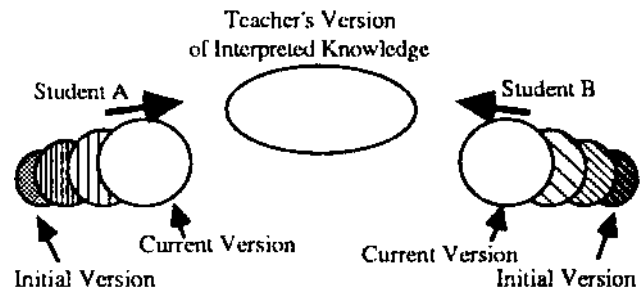 Teacher's Version
of Interpreted Knowledge
Student A
Student B
Current Version
Current Version
Initial Version
Initial Version